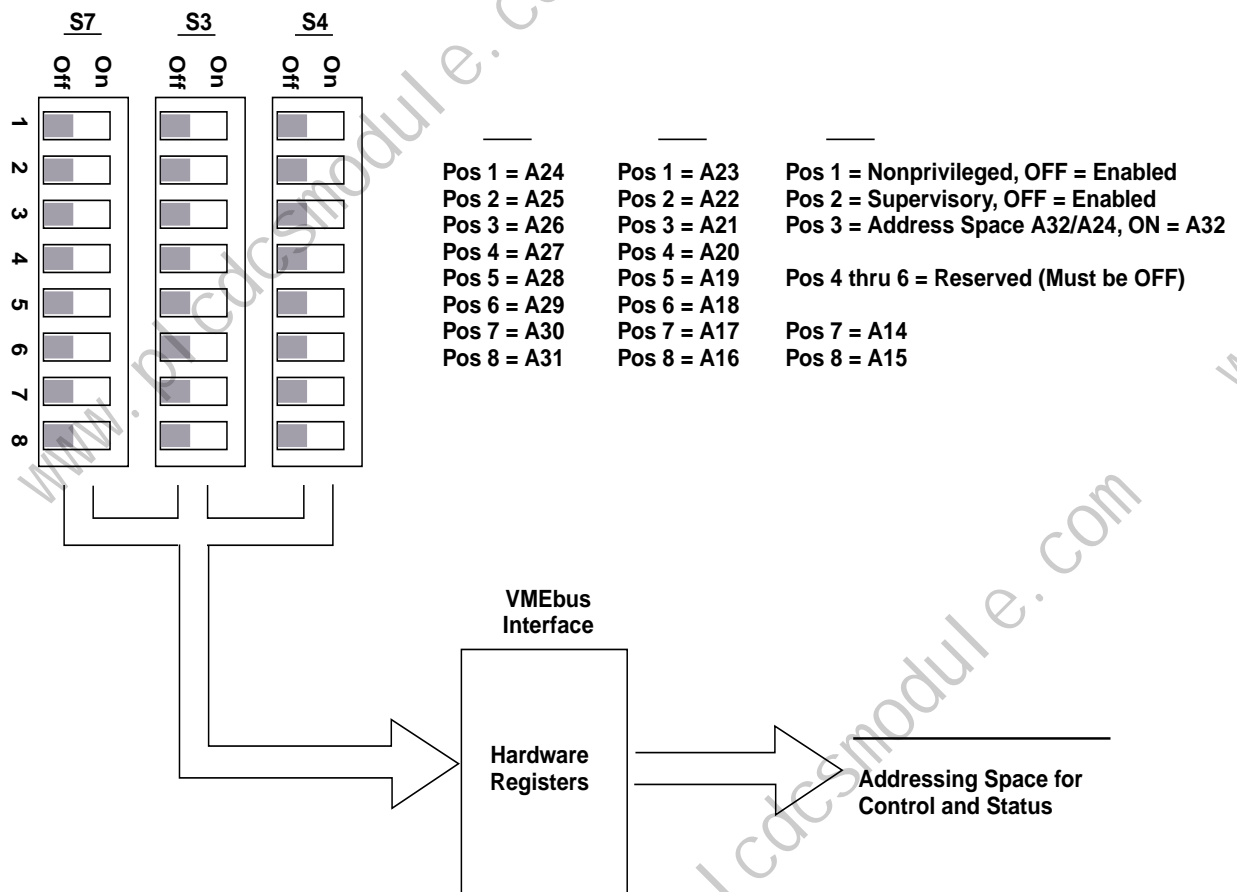 S7 S3 S4
Off On Off On Off On
1
2
3
4
5
6
7
8
Pos 1 = A24
Pos 2 = A25
Pos 3 = A26
Pos 4 = A27
Pos 5 = A28
Pos 6 = A29
Pos 7 = A30
Pos 8 = A31
Pos 1 = A23
Pos 2 = A22
Pos 3 = A21
Pos 4 = A20
Pos 5 = A19
Pos 6 = A18
Pos 7 = A17
Pos 8 = A16
Pos 1 = Nonprivileged, OFF = Enabled
Pos 2 = Supervisory, OFF = Enabled
Pos 3 = Address Space A32/A24, ON = A32
Pos 4 thru 6 = Reserved (Must be OFF)
Pos 7 = A14
Pos 8 = A15
VMEbus
Interface
Hardware
Registers
Addressing Space for
Control and Status
www.plcdcsmodule.com
lcdcsmodule.com